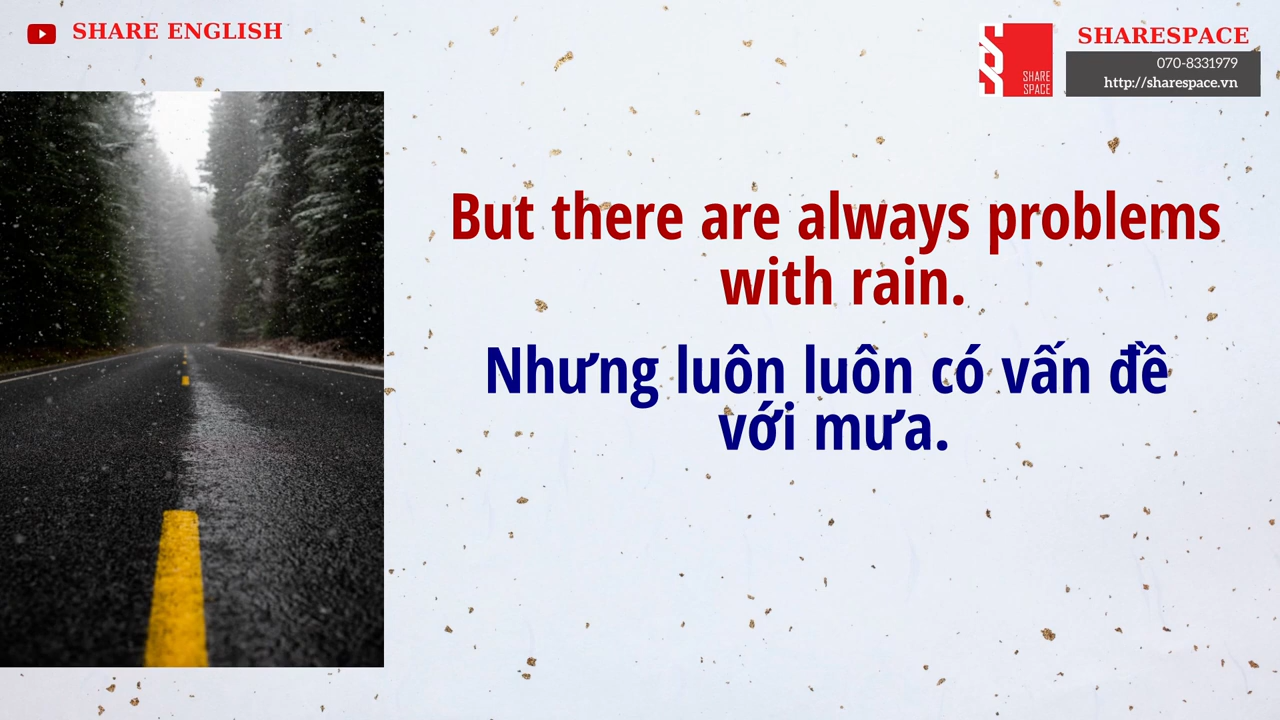 SHARE ENGLISH
SHARESPACE
070-8331979
http://sharespace.vn
SHARE
SPACE
But there are always problems
with rain.
Nhưng luôn luôn có vấn đề
với mưa.